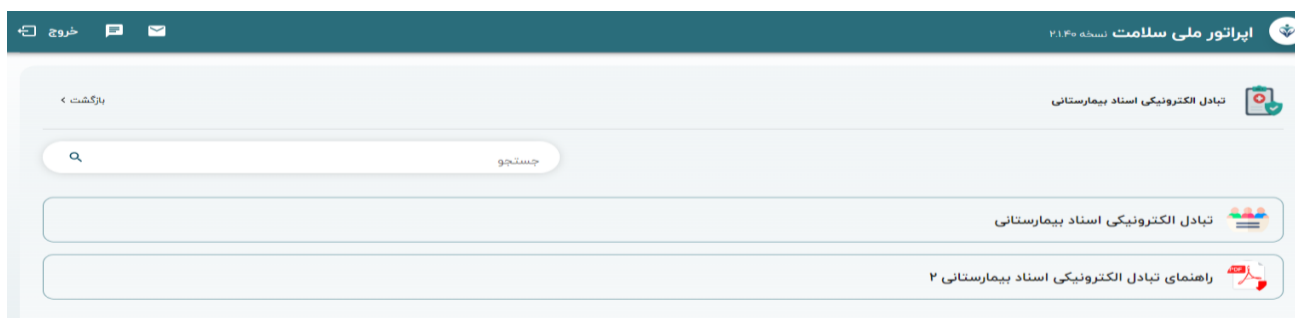 اپراتور ملی سلامت نسخه ۲.۱.۴۰
خروج
تبادل الکترونیکی اسناد بیمارستانی
بازگشت >
جستجو
تبادل الکترونیکی اسناد بیمارستانی
PDF
راهنمای تبادل الکترونیکی اسناد بیمارستانی ۲